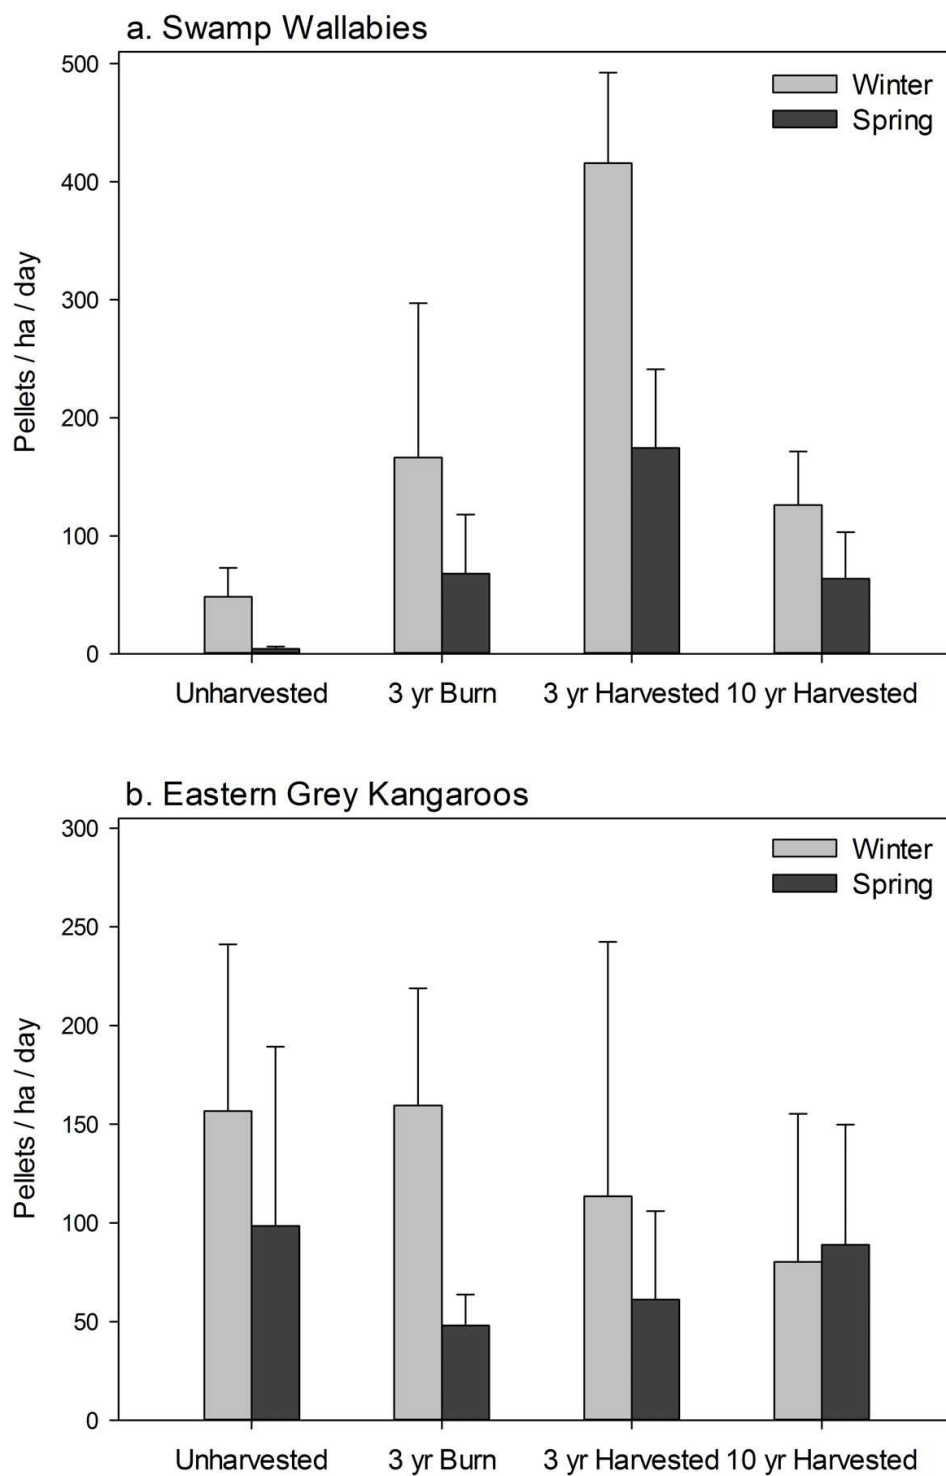 a. Swamp Wallabies
500
400
300
200
100
0
Pellets / ha / day
Winter
Spring
Unharvested
3 yr Burn
3 yr Harvested
10 yr Harvested
b. Eastern Grey Kangaroos
300
250
200
150
100
50
0
Pellets / ha / day
Winter
Spring
Unharvested
3 yr Burn
3 yr Harvested
10 yr Harvested